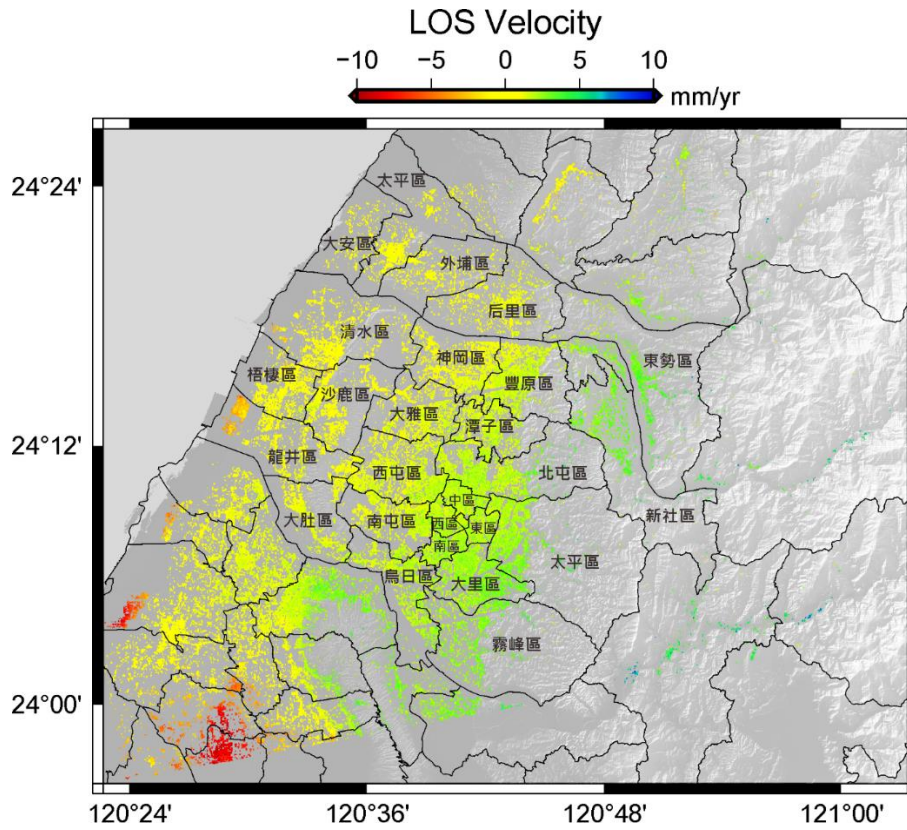 LOS Velocity
−10 −5 0 5 10
mm/yr
24°24'
太平區
大安區
外埔區
后里區
清水區
神岡區
東勢區
梧棲區
豐原區
沙鹿區
大雅區
潭子區
24°12'
龍井區
西屯區
北屯區
中區
大肚區
南屯區
西區
東區
新社區
南區
太平區
烏日區
大里區
霧峰區
24°00'
120°24' 120°36' 120°48' 121°00'